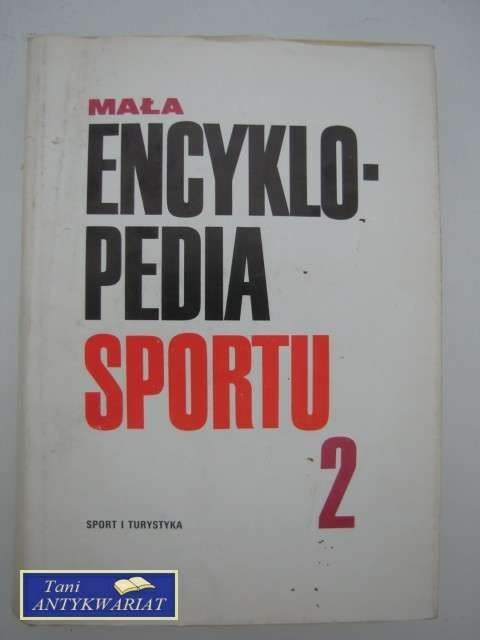 MAŁA
ENCYKLO-
PEDIA
SPORTU
2
SPORT I TURYSTYKA
Tani
ANTYKWARIAT